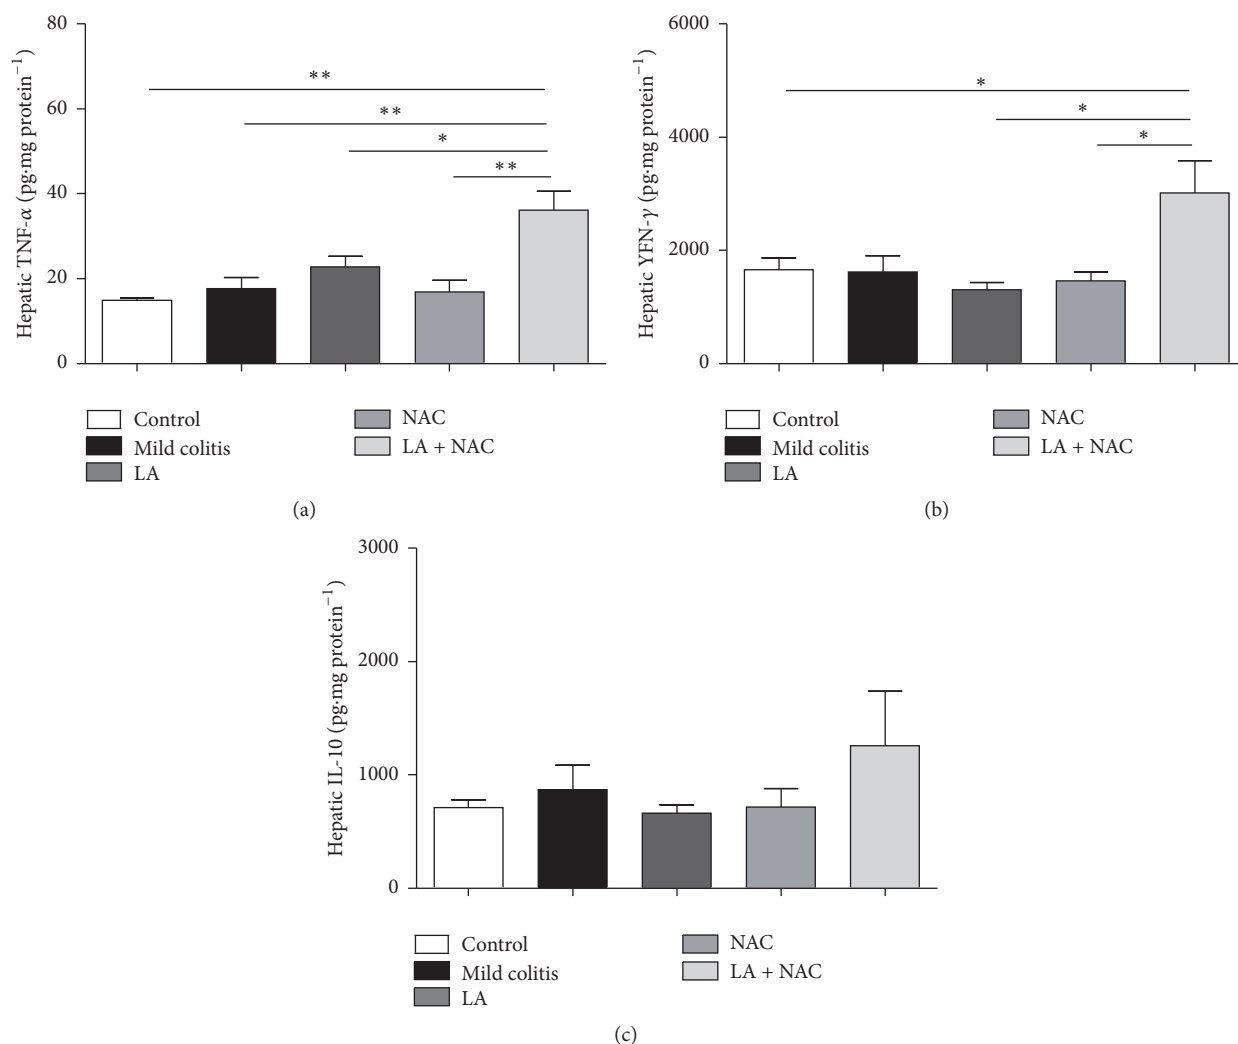 Hepatic TNF-α (pg·mg protein⁻¹)
80
60
40
20
0
**
**
*
**
Control
Mild colitis
LA
NAC
LA + NAC
(a)
Hepatic YFN-γ (pg·mg protein⁻¹)
6000
4000
2000
0
*
*
*
Control
Mild colitis
LA
NAC
LA + NAC
(b)
Hepatic IL-10 (pg·mg protein⁻¹)
3000
2000
1000
0
Control
Mild colitis
LA
NAC
LA + NAC
(c)